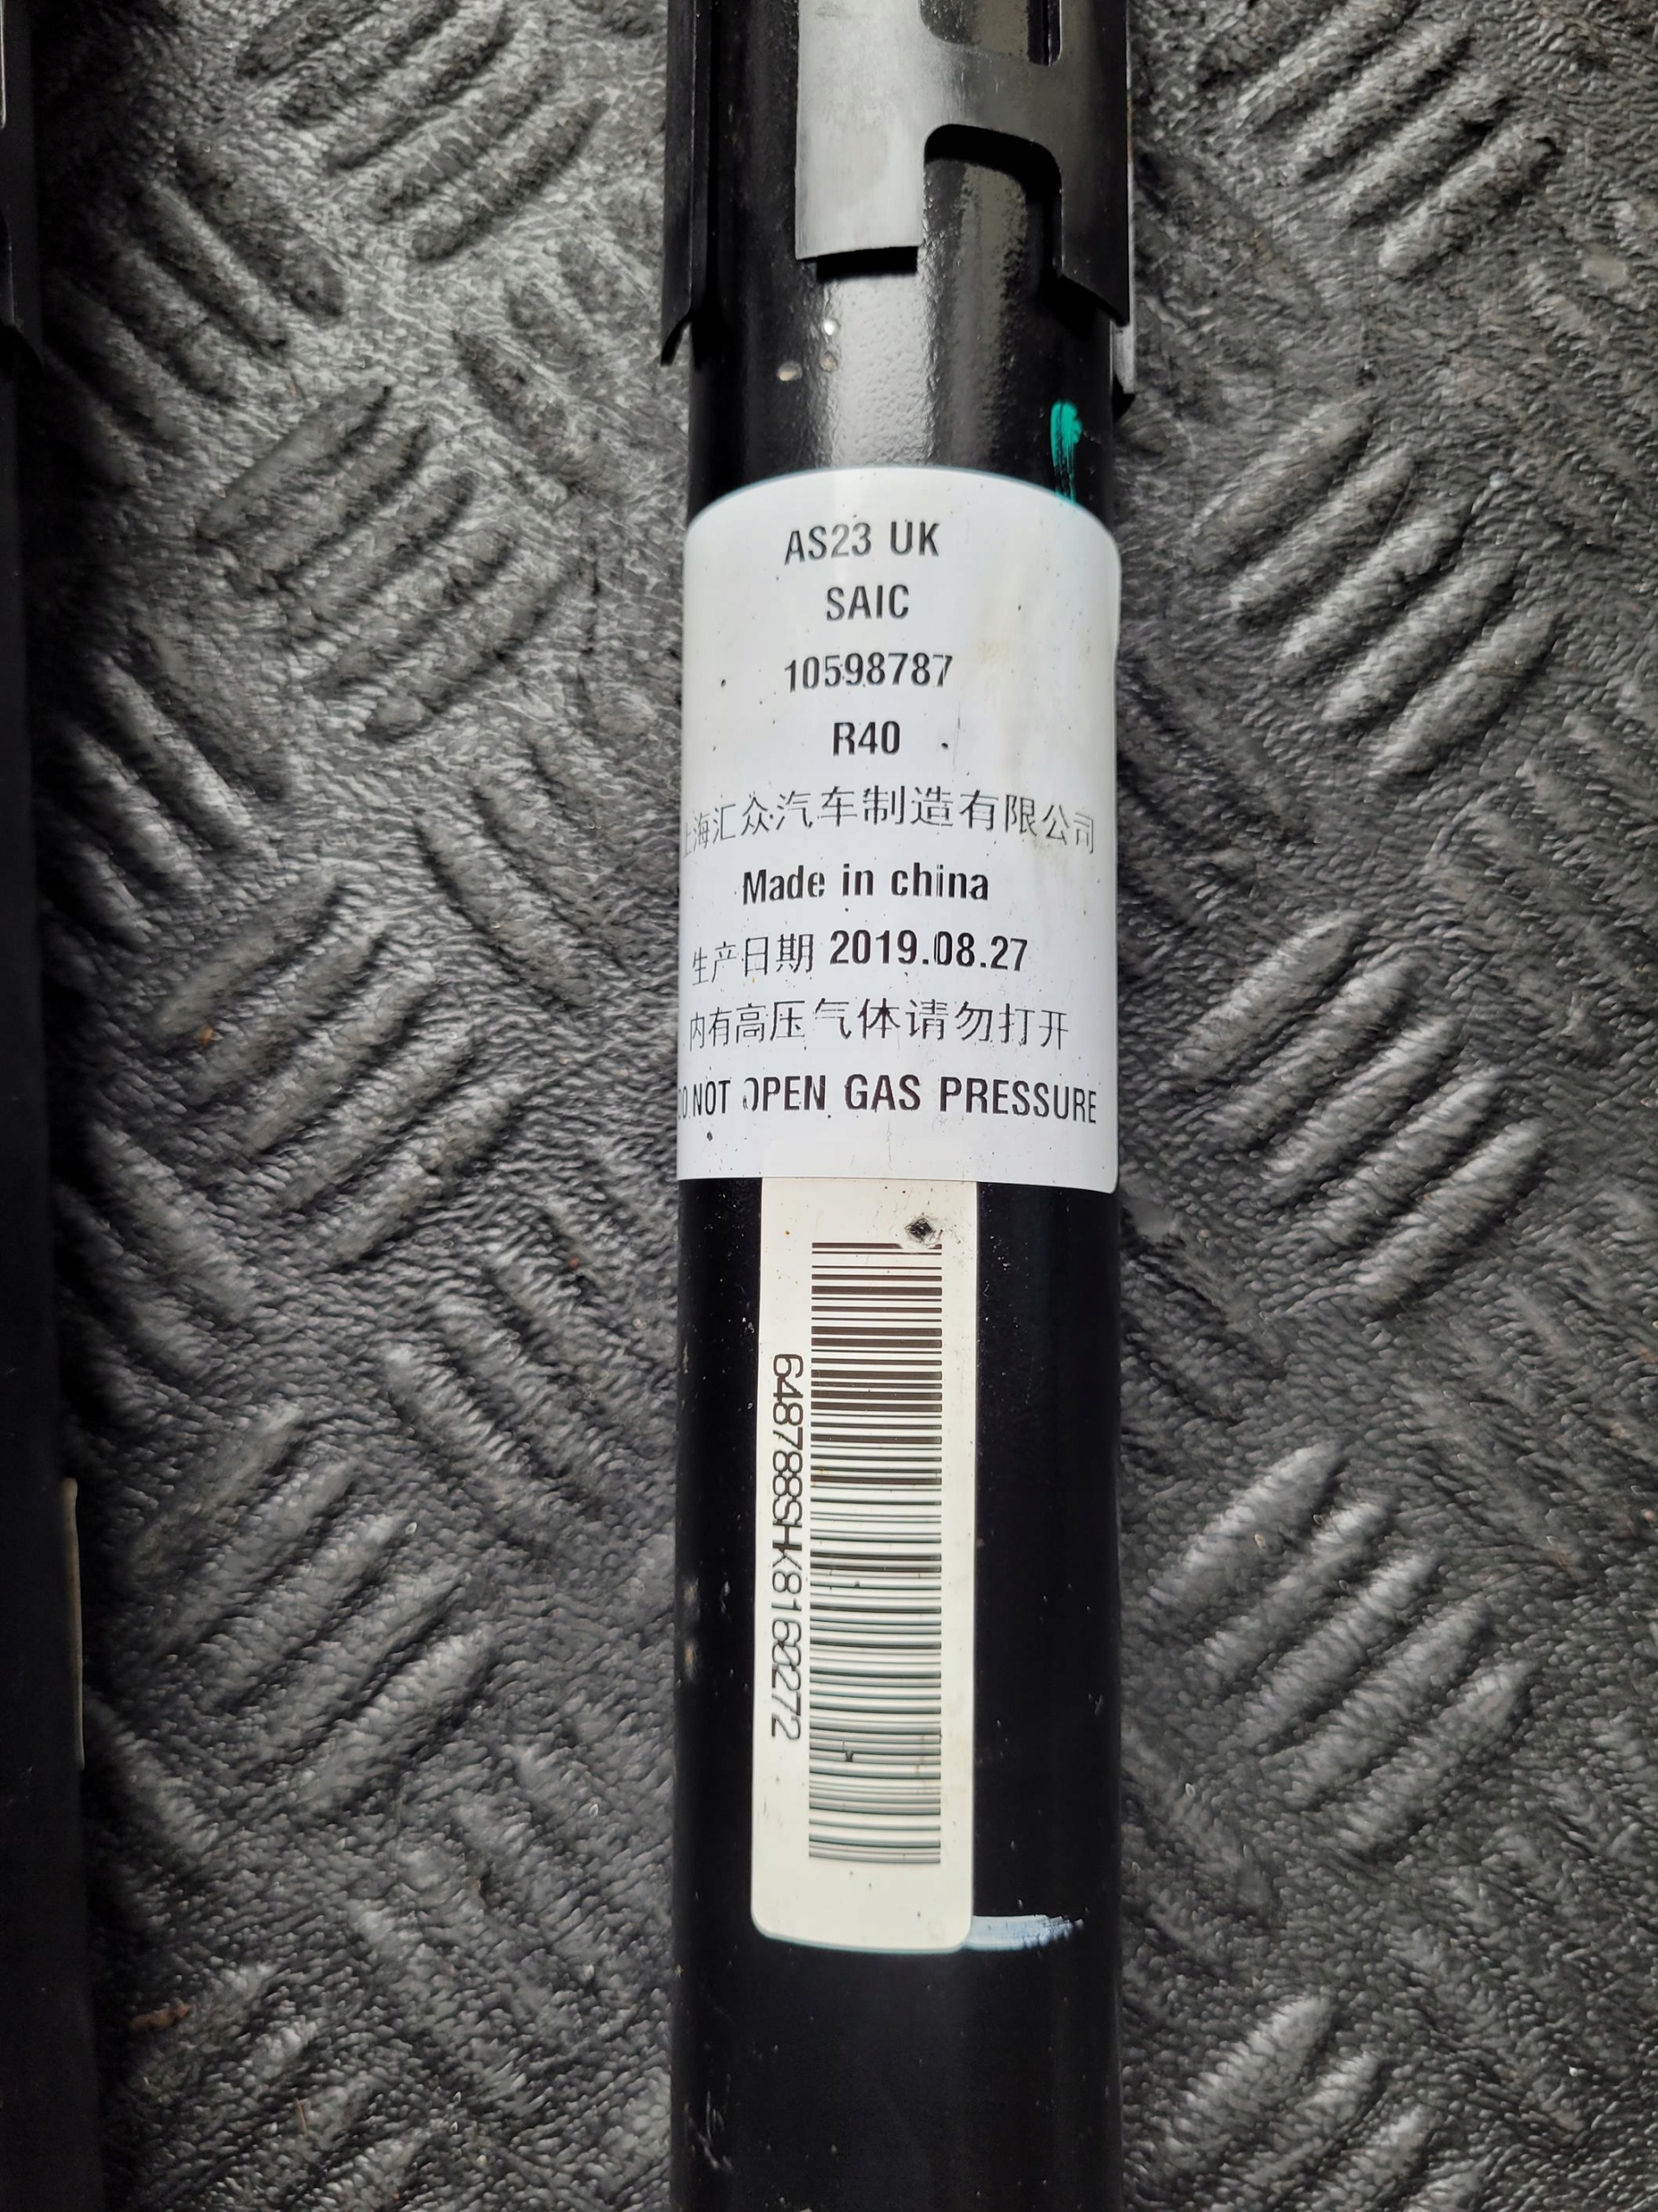 AS23 UK
SAIC
10598787
R40
上海汇众汽车制造有限公司
Made in china
生产日期 2019.08.27
内有高压气体请勿打开
DO NOT OPEN GAS PRESSURE
648788SHK8160272